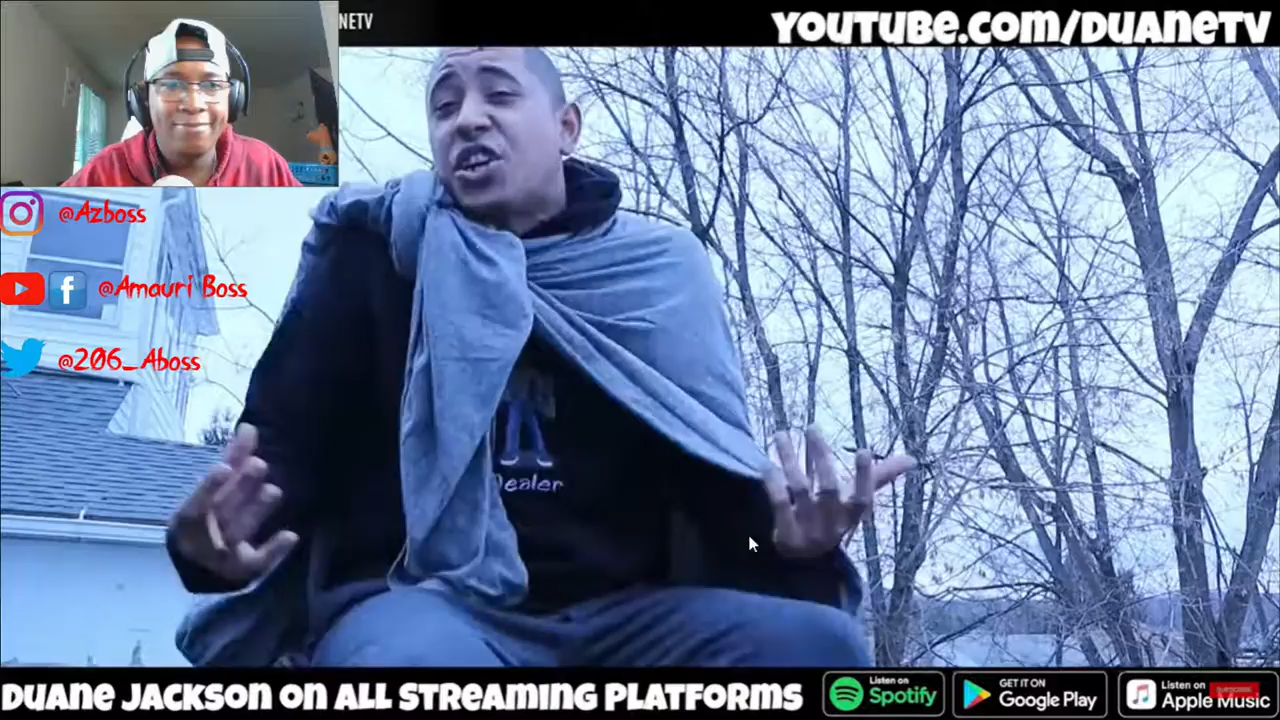 NETV
YOUTUBE.COM/DUANETV
@Azboss
@Amauri Boss
@206_Aboss
Dealer
DUANE JACKSON ON ALL STREAMING PLATFORMS
Listen on
Spotify
GET IT ON
Google Play
Listen on
Apple Music